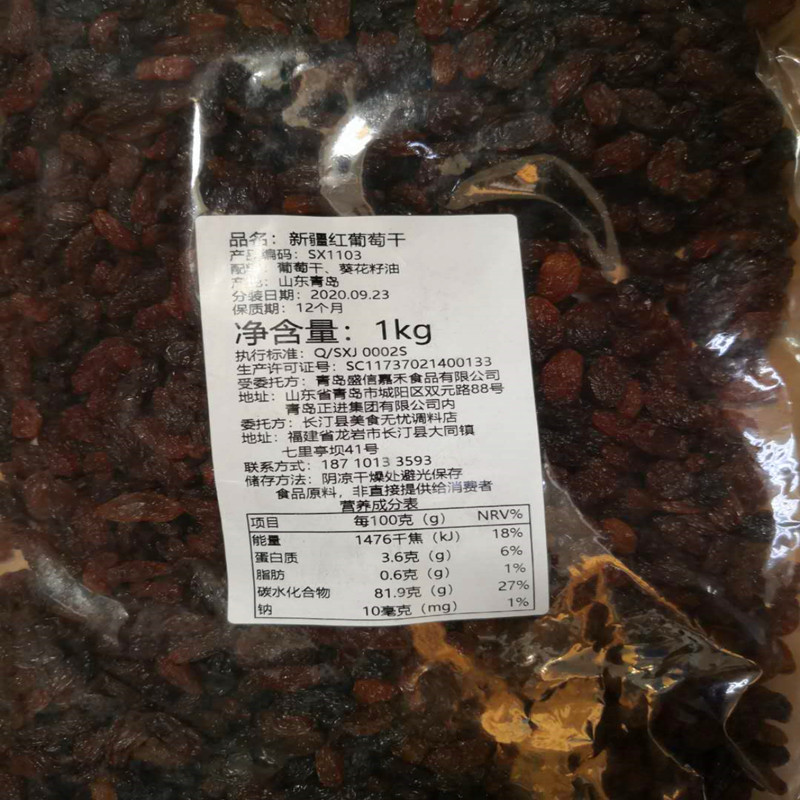 品名：新疆红葡萄干
产品编码：SX1103
配料：葡萄干、葵花籽油
产地：山东青岛
分装日期：2020.09.23
保质期：12个月
净含量：1kg
执行标准：Q/SXJ 0002S
生产许可证号：SC11737021400133
受委托方：青岛盛信嘉禾食品有限公司
地址：山东省青岛市城阳区双元路88号
青岛正进集团有限公司内
委托方：长汀县美食无忧调料店
地址：福建省龙岩市长汀县大同镇
七里亭坝41号
联系方式：187 1013 3593
储存方法：阴凉干燥处避光保存
食品原料，非直接提供给消费者
营养成分表
项目 每100克（g） NRV%
能量 1476千焦（kJ） 18%
蛋白质 3.6克（g） 6%
脂肪 0.6克（g） 1%
碳水化合物 81.9克（g） 27%
钠 10毫克（mg） 1%